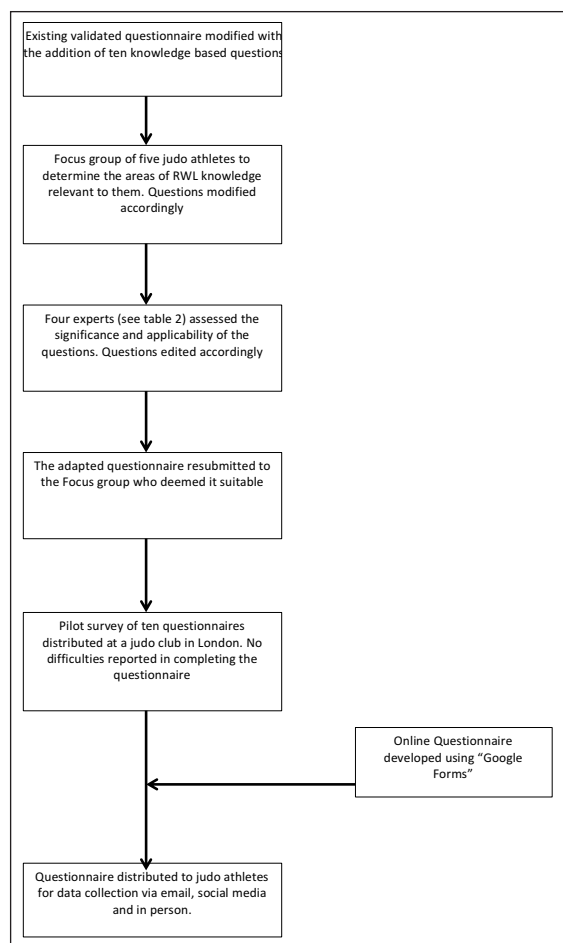 Existing validated questionnaire modified with
the addition of ten knowledge based questions
Focus group of five judo athletes to
determine the areas of RWL knowledge
relevant to them. Questions modified
accordingly
Four experts (see table 2) assessed the
significance and applicability of the
questions. Questions edited accordingly
The adapted questionnaire resubmitted to
the Focus group who deemed it suitable
Pilot survey of ten questionnaires
distributed at a judo club in London. No
difficulties reported in completing the
questionnaire
Online Questionnaire
developed using “Google
Forms”
Questionnaire distributed to judo athletes
for data collection via email, social media
and in person.